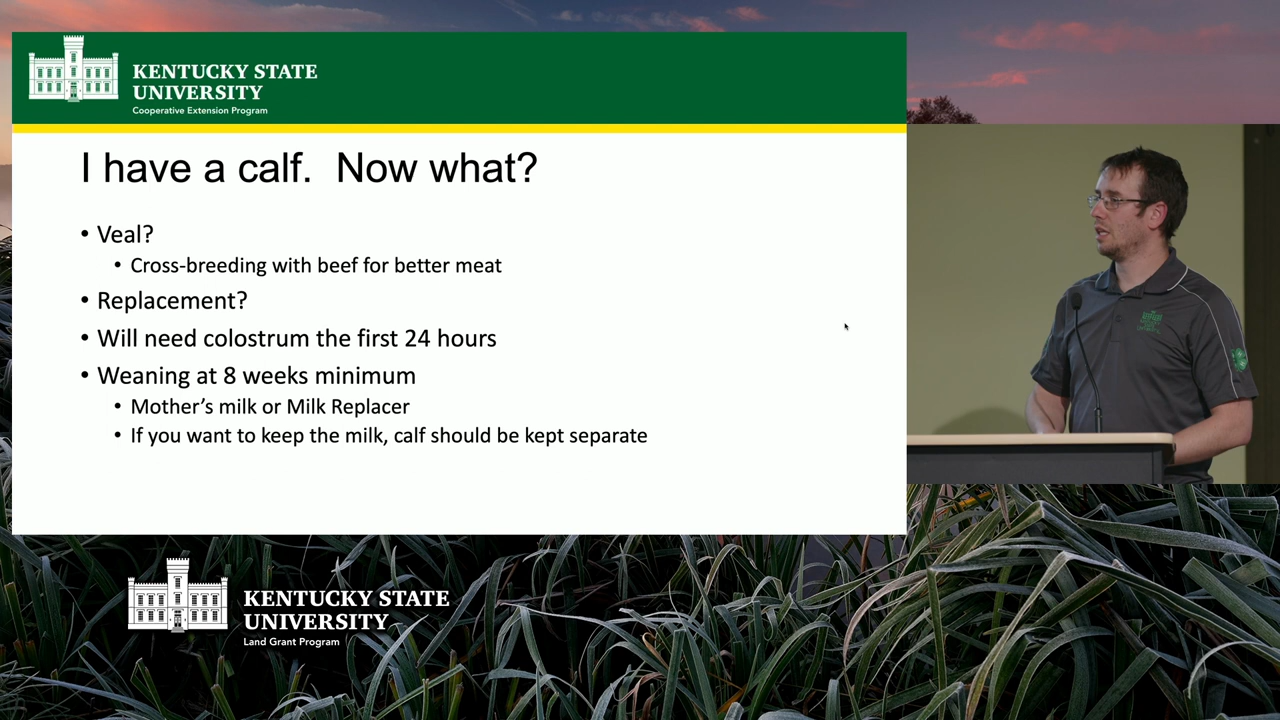 KENTUCKY STATE
UNIVERSITY
Cooperative Extension Program
I have a calf.  Now what?
• Veal?
• Cross-breeding with beef for better meat
• Replacement?
• Will need colostrum the first 24 hours
• Weaning at 8 weeks minimum
• Mother's milk or Milk Replacer
• If you want to keep the milk, calf should be kept separate
KENTUCKY STATE
UNIVERSITY
Land Grant Program